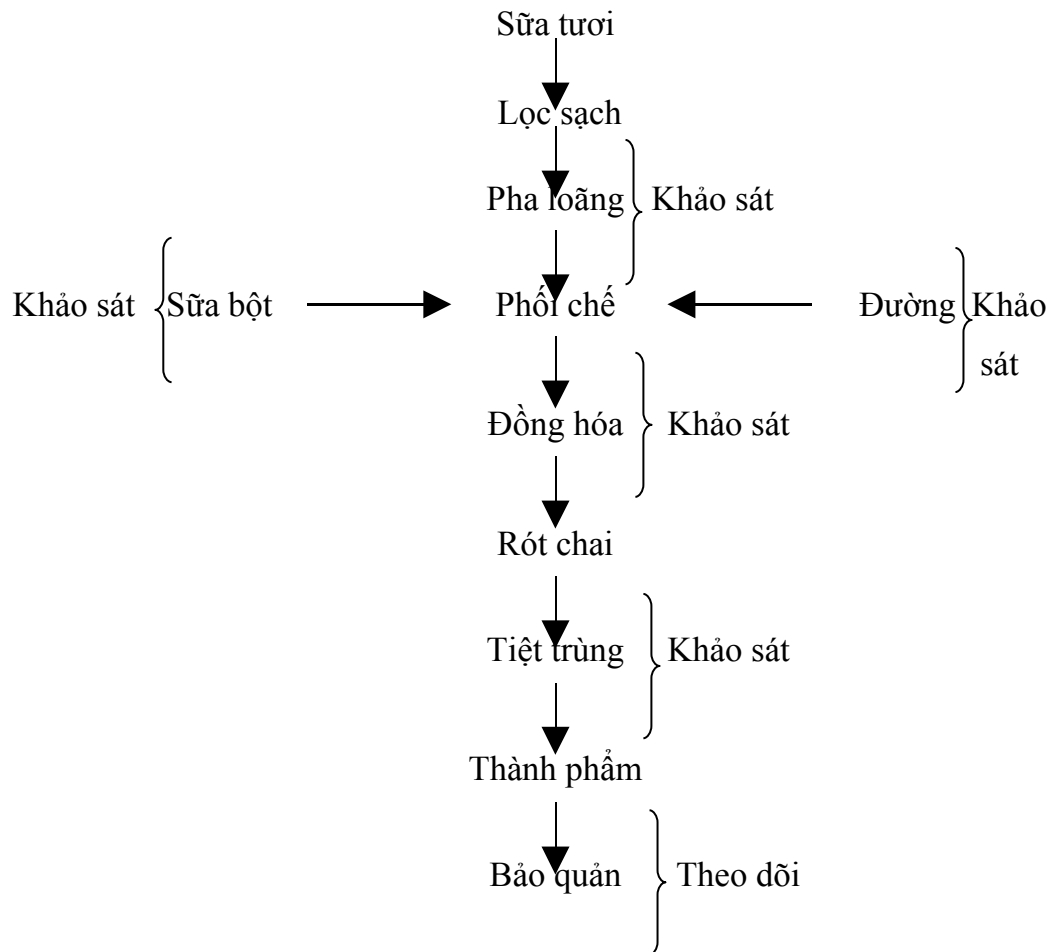 Sữa tươi
Lọc sạch
Pha loãng Khảo sát
Khảo sát Sữa bột Phối chế Đường Khảo
sát
Đồng hóa Khảo sát
Rót chai
Tiệt trùng Khảo sát
Thành phẩm
Bảo quản Theo dõi